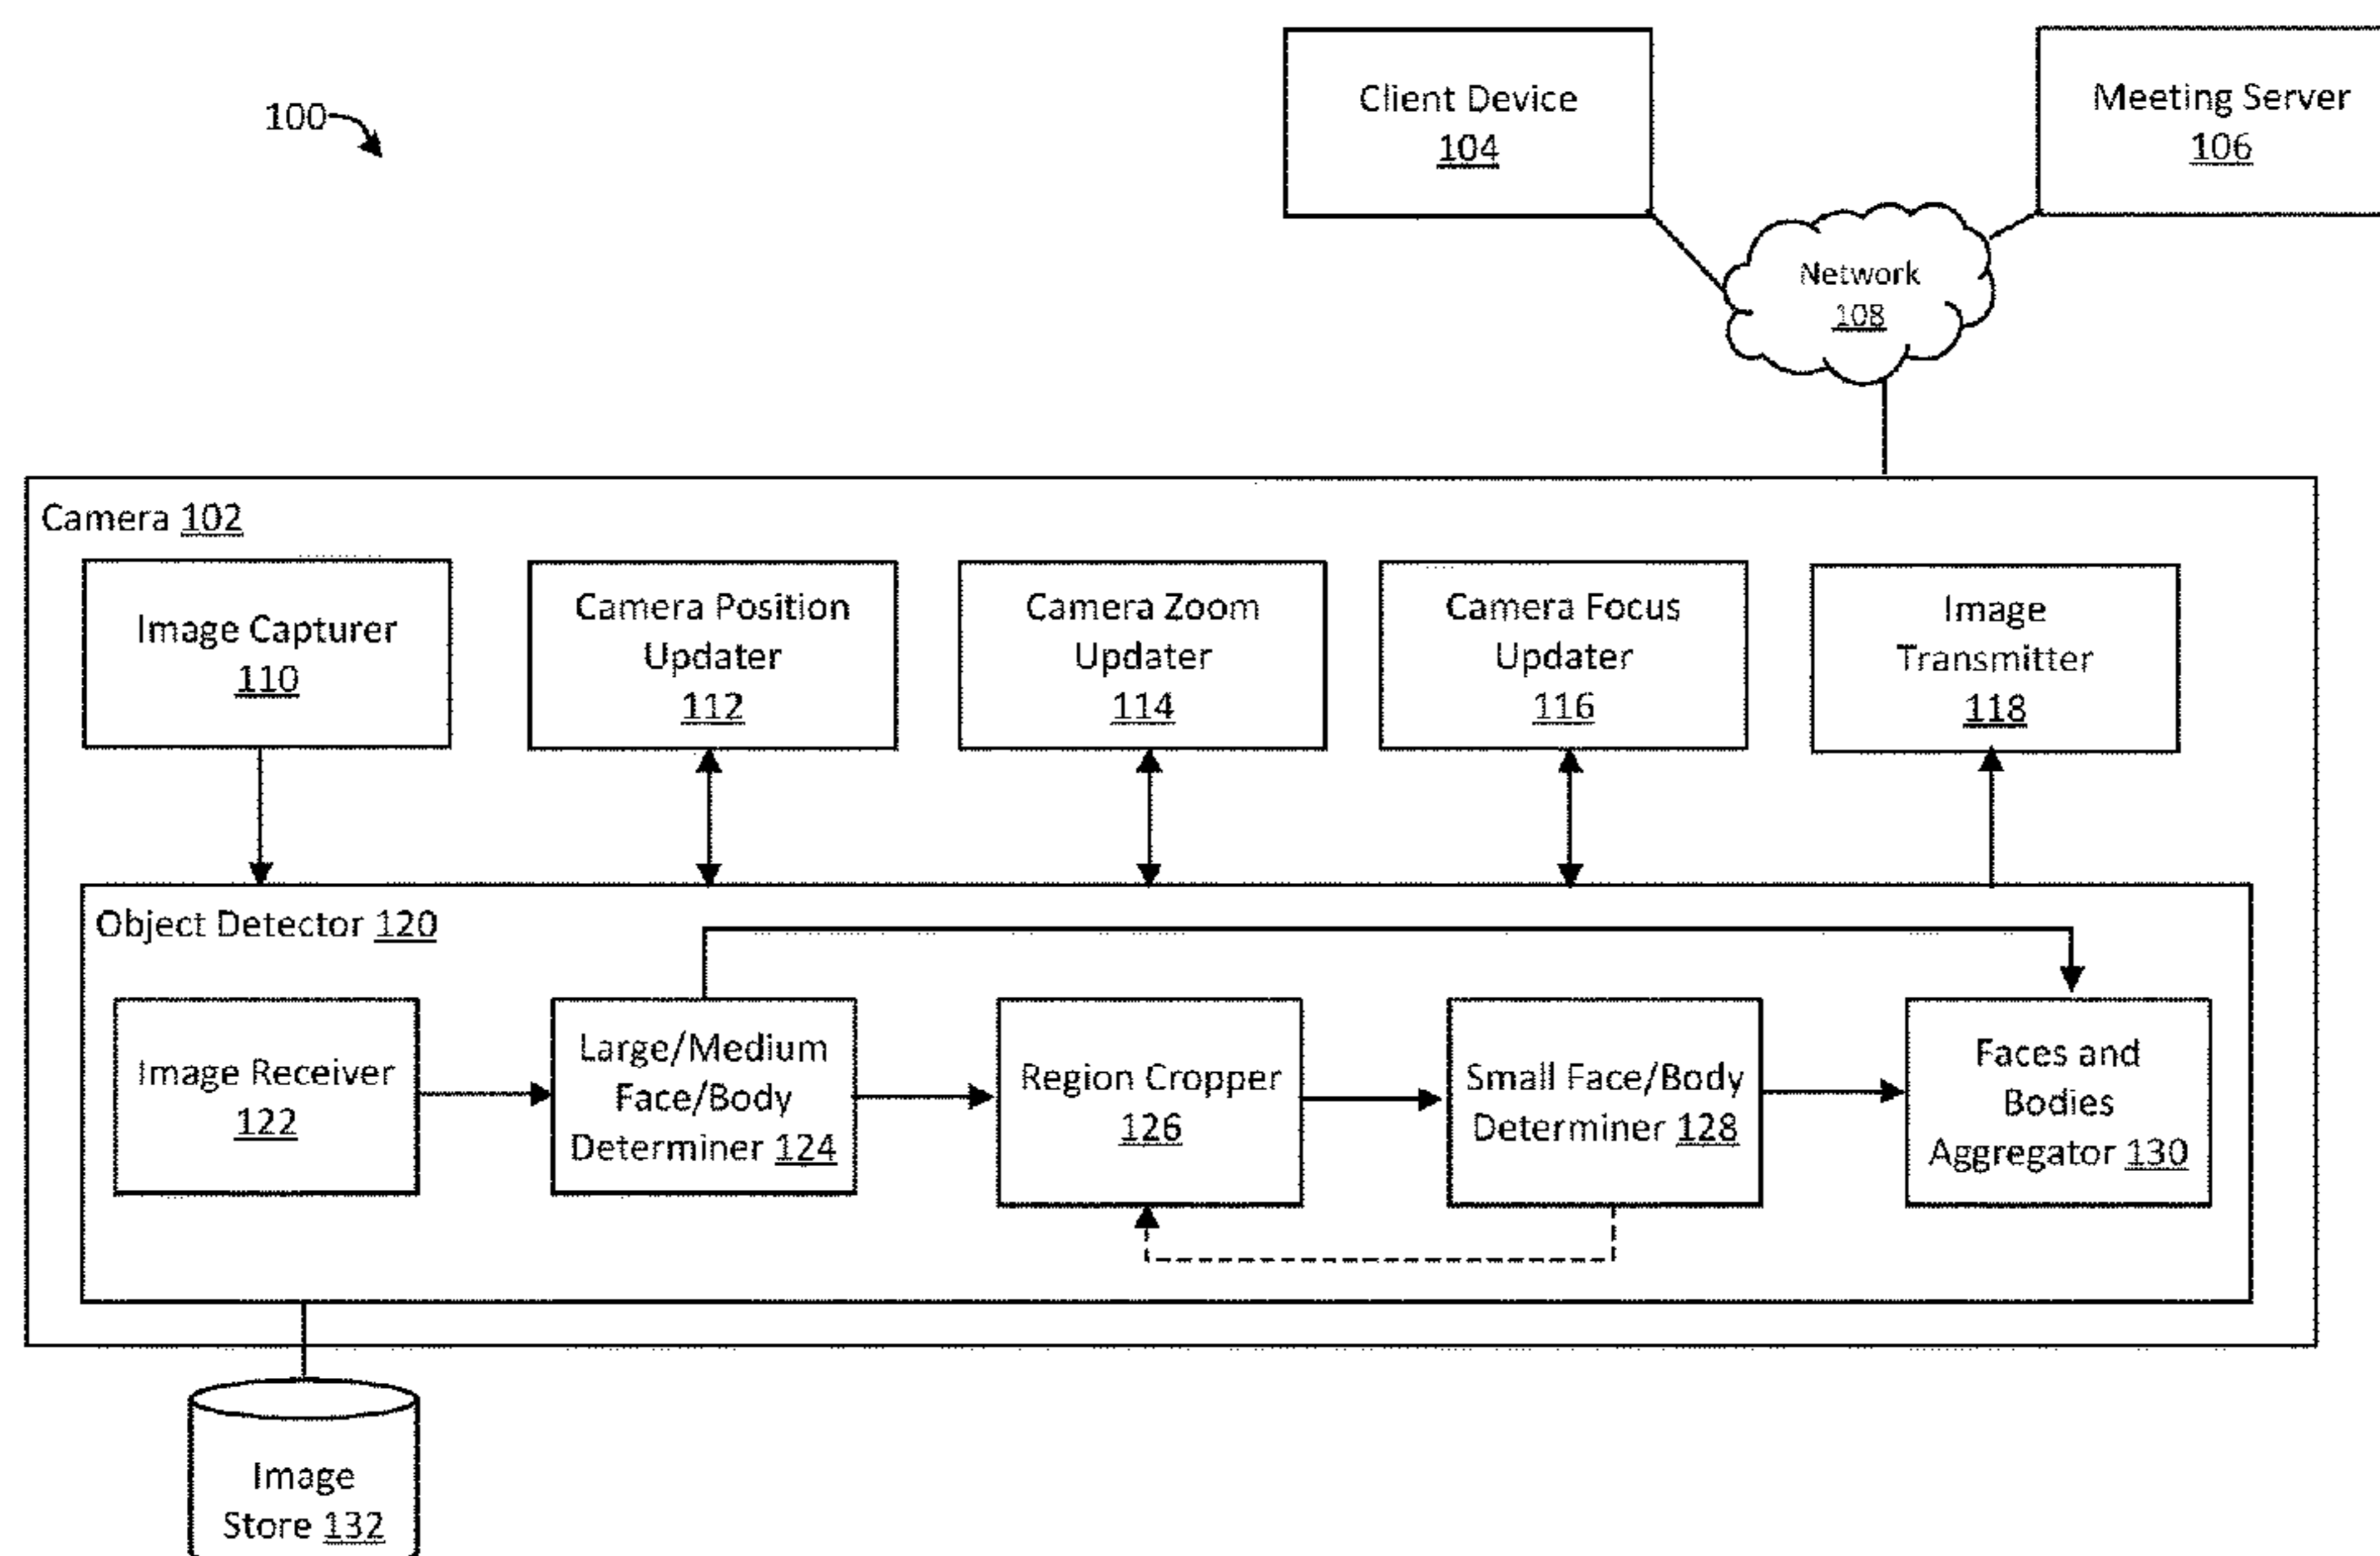 100
Client Device
104
Meeting Server
106
Network
108
Camera 102
Image Capturer
110
Camera Position
Updater
112
Camera Zoom
Updater
114
Camera Focus
Updater
116
Image
Transmitter
118
Object Detector 120
Image Receiver
122
Large/Medium
Face/Body
Determiner 124
Region Cropper
126
Small Face/Body
Determiner 128
Faces and
Bodies
Aggregator 130
Image
Store 132